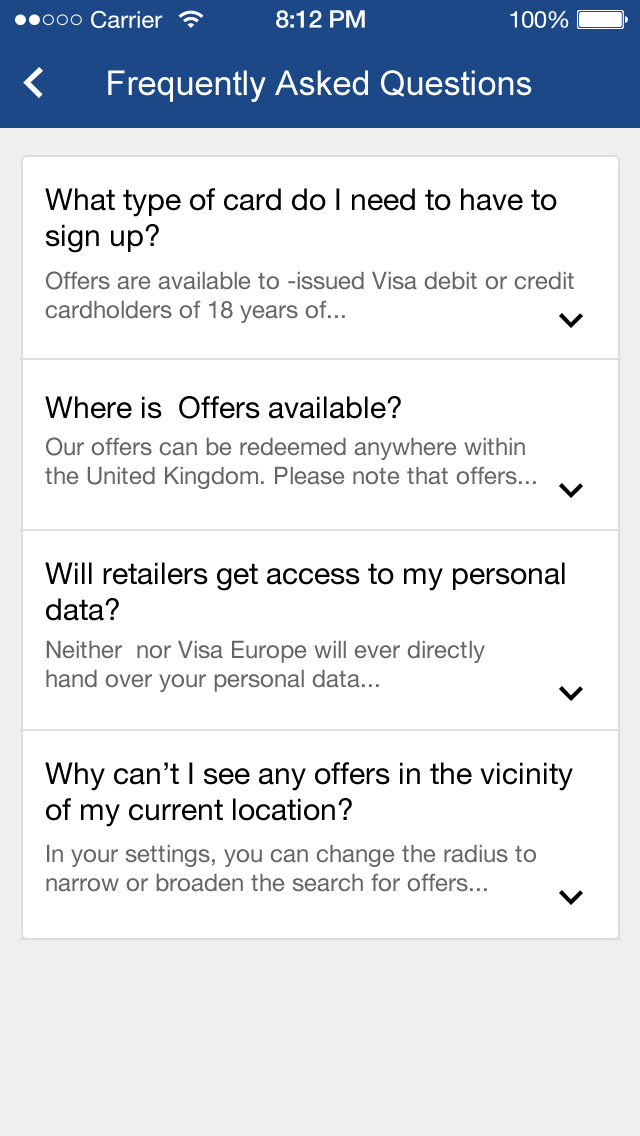 Carrier 8:12 PM 100%
Frequently Asked Questions
What type of card do I need to have to
sign up?
Offers are available to -issued Visa debit or credit
cardholders of 18 years of...
Where is  Offers available?
Our offers can be redeemed anywhere within
the United Kingdom. Please note that offers...
Will retailers get access to my personal
data?
Neither  nor Visa Europe will ever directly
hand over your personal data...
Why can’t I see any offers in the vicinity
of my current location?
In your settings, you can change the radius to
narrow or broaden the search for offers...